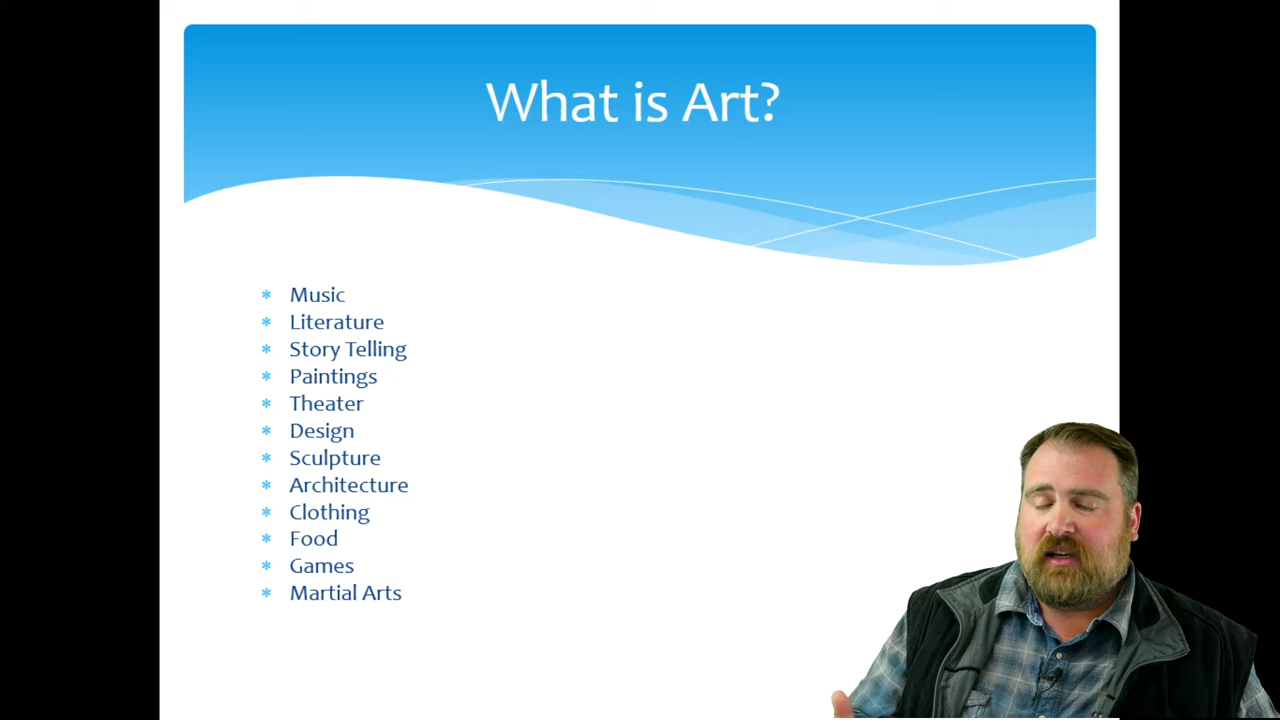 What is Art?
Music
Literature
Story Telling
Paintings
Theater
Design
Sculpture
Architecture
Clothing
Food
Games
Martial Arts